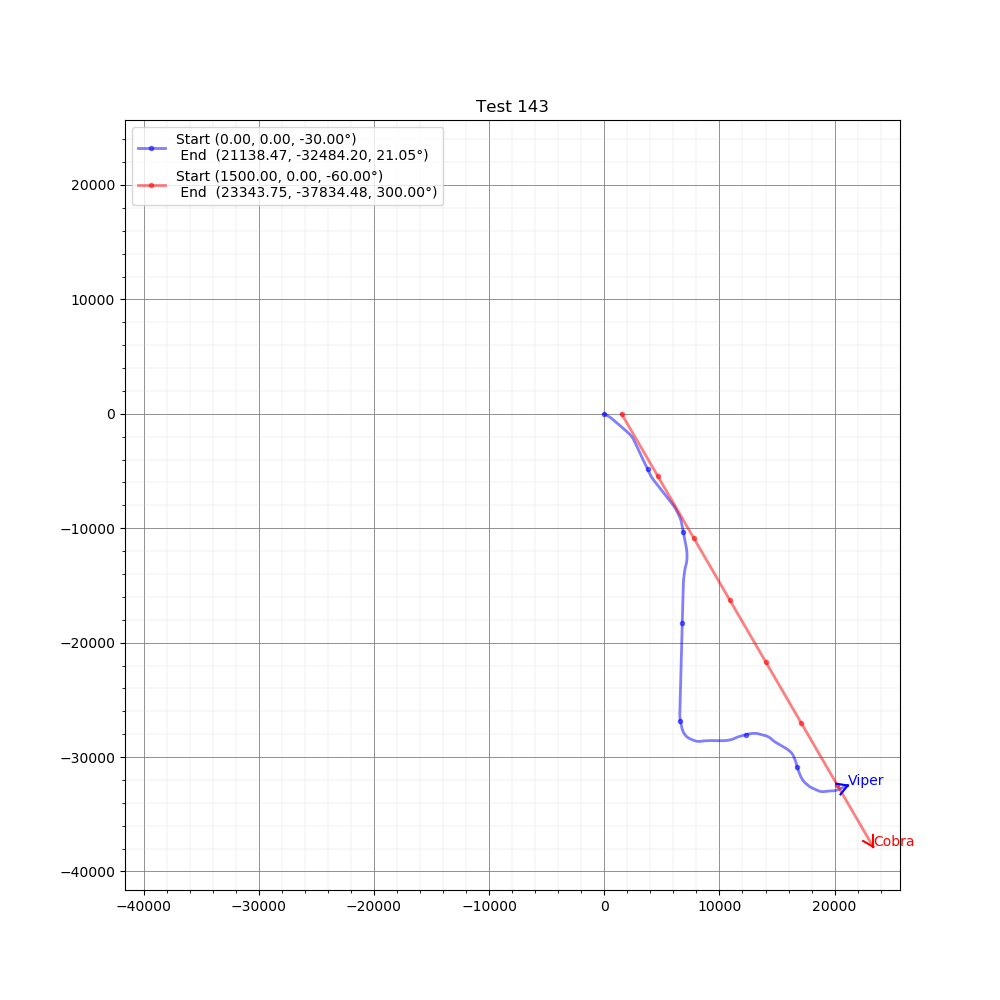 Test 143
Start (0.00, 0.00, -30.00°)
End  (21138.47, -32484.20, 21.05°)
Start (1500.00, 0.00, -60.00°)
End  (23343.75, -37834.48, 300.00°)
20000
10000
0
−10000
−20000
−30000
−40000
Viper
Cobra
−40000 −30000 −20000 −10000 0 10000 20000